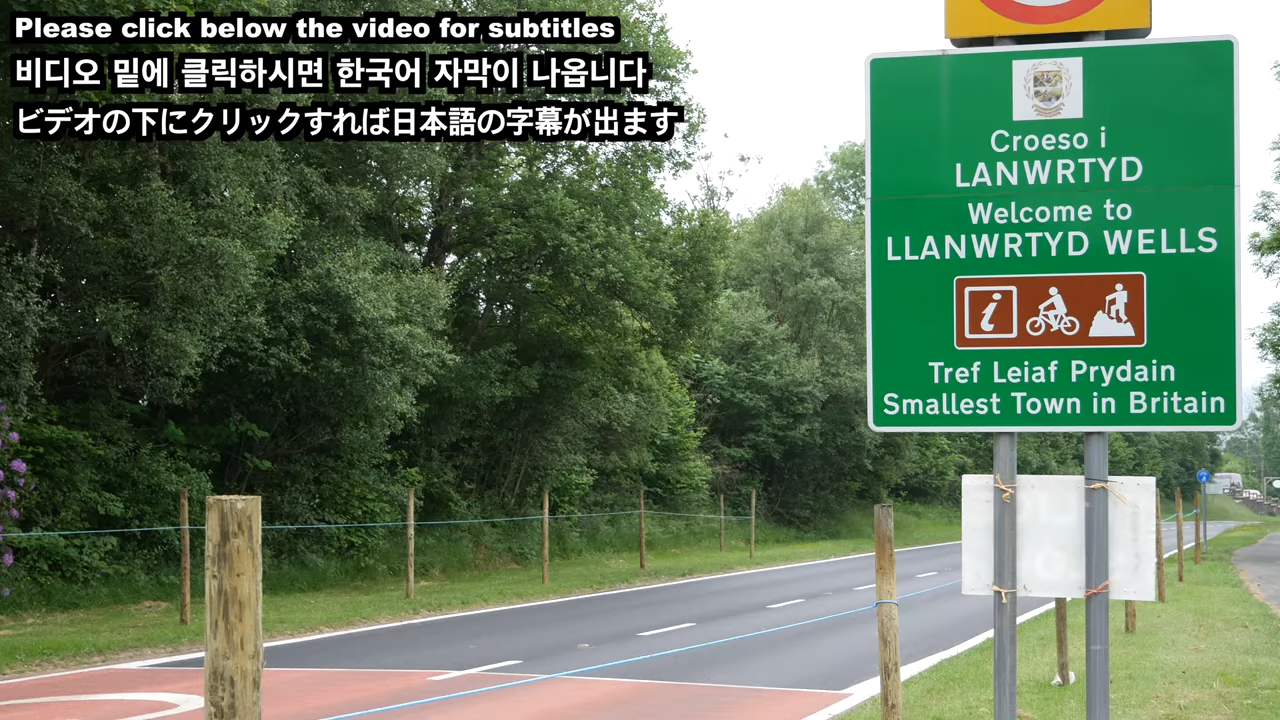 Please click below the video for subtitles
비디오 밑에 클릭하시면 한국어 자막이 나옵니다
ビデオの下にクリックすれば日本語の字幕が出ます
Croeso i
LANWRTYD
Welcome to
LLANWRTYD WELLS
i
Tref Leiaf Prydain
Smallest Town in Britain